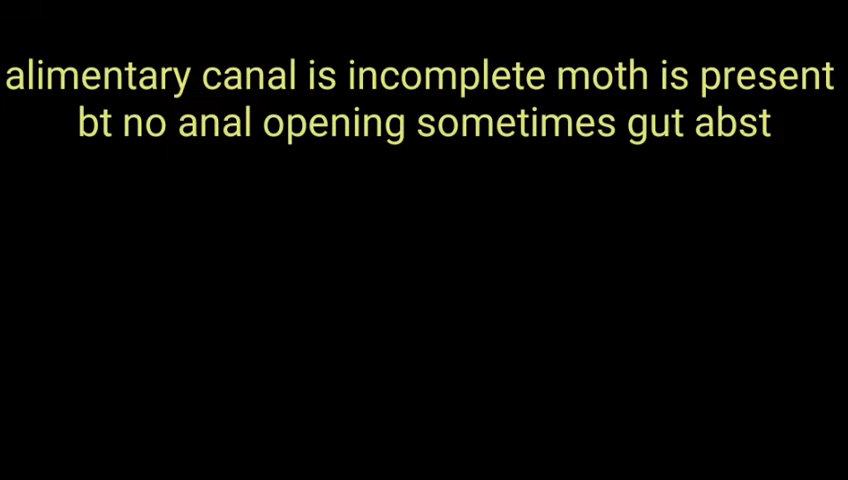 alimentary canal is incomplete moth is present
bt no anal opening sometimes gut abst